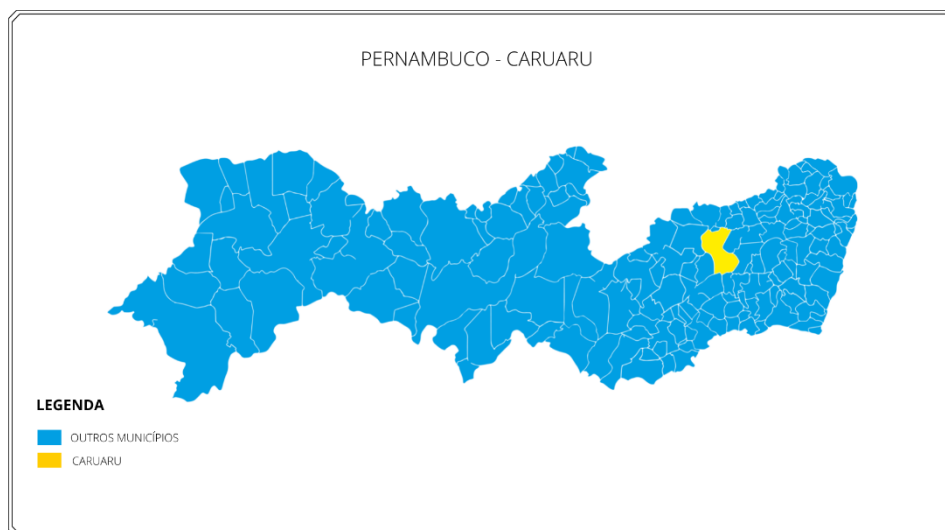 PERNAMBUCO - CARUARU
LEGENDA
OUTROS MUNICÍPIOS
CARUARU